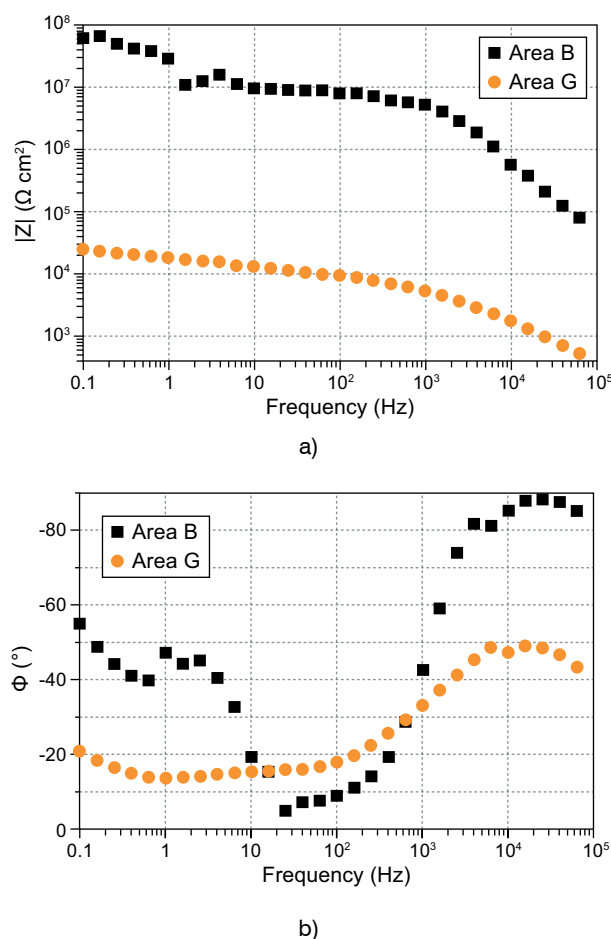 10⁸
10⁷
10⁶
10⁵
10⁴
10³
|Z| (Ω cm²)
Area B
Area G
0.1 1 10 10² 10³ 10⁴ 10⁵
Frequency (Hz)
a)
-80
-60
-40
-20
0
Φ (°)
Area B
Area G
0.1 1 10 10² 10³ 10⁴ 10⁵
Frequency (Hz)
b)